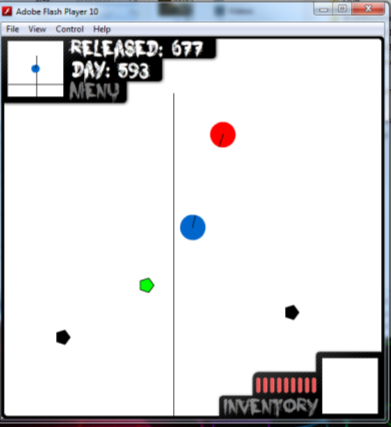 Adobe Flash Player 10
File View Control Help
RELEASED: 677
DAY: 593
MENU
INVENTORY